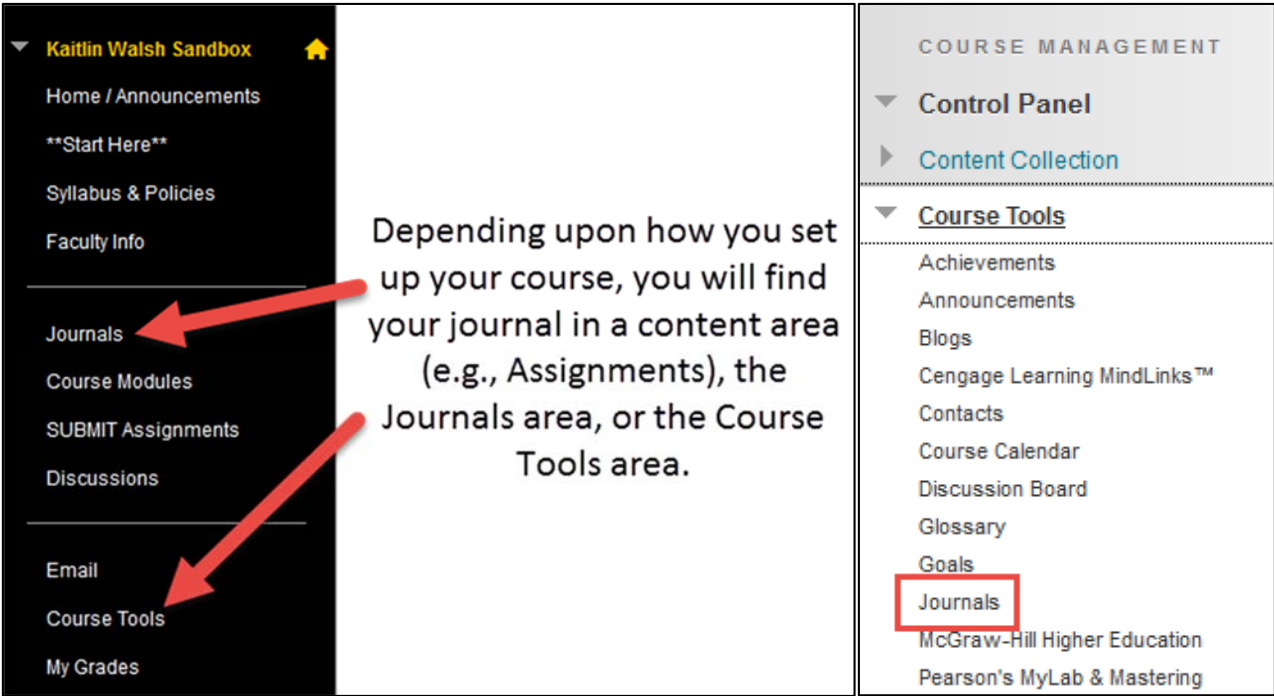 Kaitlin Walsh Sandbox
Home / Announcements
**Start Here**
Syllabus & Policies
Faculty Info
Journals
Course Modules
SUBMIT Assignments
Discussions
Email
Course Tools
My Grades
Depending upon how you set
up your course, you will find
your journal in a content area
(e.g., Assignments), the
Journals area, or the Course
Tools area.
COURSE MANAGEMENT
Control Panel
Content Collection
Course Tools
Achievements
Announcements
Blogs
Cengage Learning MindLinks™
Contacts
Course Calendar
Discussion Board
Glossary
Goals
Journals
McGraw-Hill Higher Education
Pearson's MyLab & Mastering